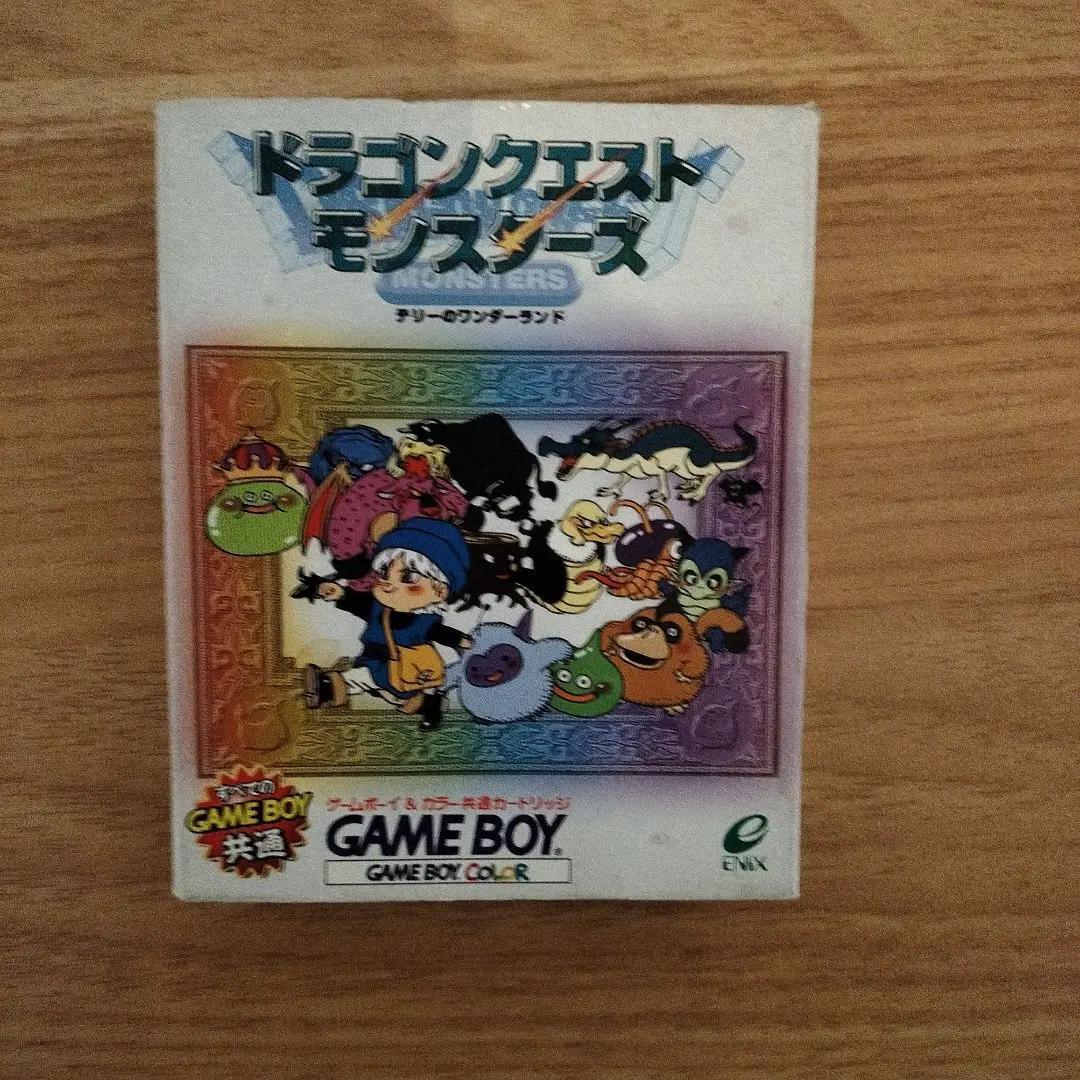 ドラゴンクエスト
モンスターズ
MONSTERS
テリーのワンダーランド
すべての
GAME BOY
共通
ゲームボーイ & カラー共通カートリッジ
GAME BOY®
GAME BOY COLOR
ENIX